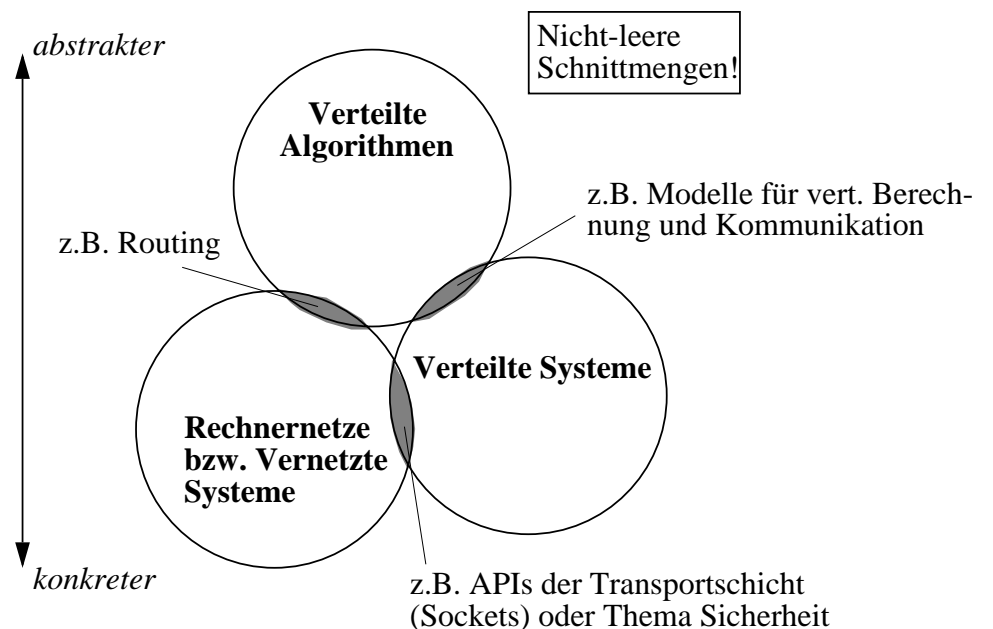 abstrakter
Nicht-leere
Schnittmengen!
Verteilte
Algorithmen
z.B. Modelle für vert. Berech-
nung und Kommunikation
z.B. Routing
Verteilte Systeme
Rechnernetze
bzw. Vernetzte
Systeme
konkreter
z.B. APIs der Transportschicht
(Sockets) oder Thema Sicherheit